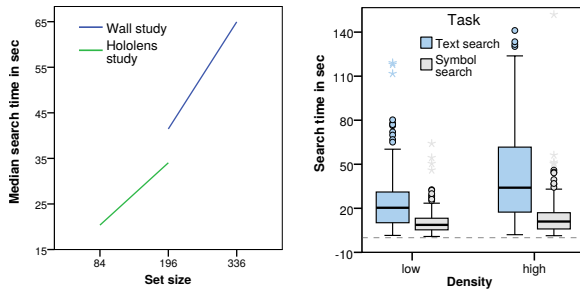 Median search time in sec
65
55
45
35
25
15
Wall study
Hololens
study
84
196
336
Set size
Search time in sec
140
110
80
50
20
-10
Task
Text search
Symbol
search
low
high
Density